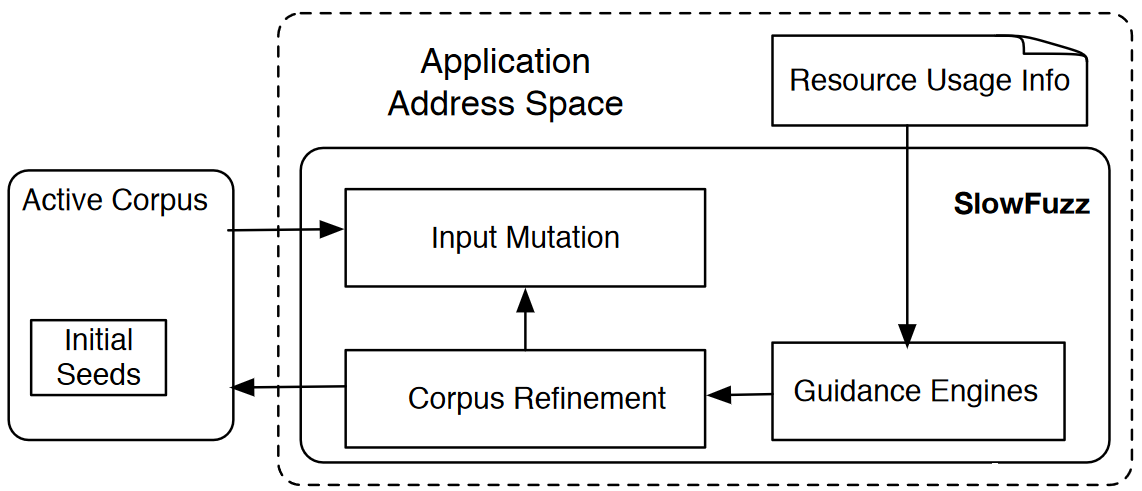 Application
Address Space
Resource Usage Info
Active Corpus
SlowFuzz
Input Mutation
Initial
Seeds
Corpus Refinement
Guidance Engines